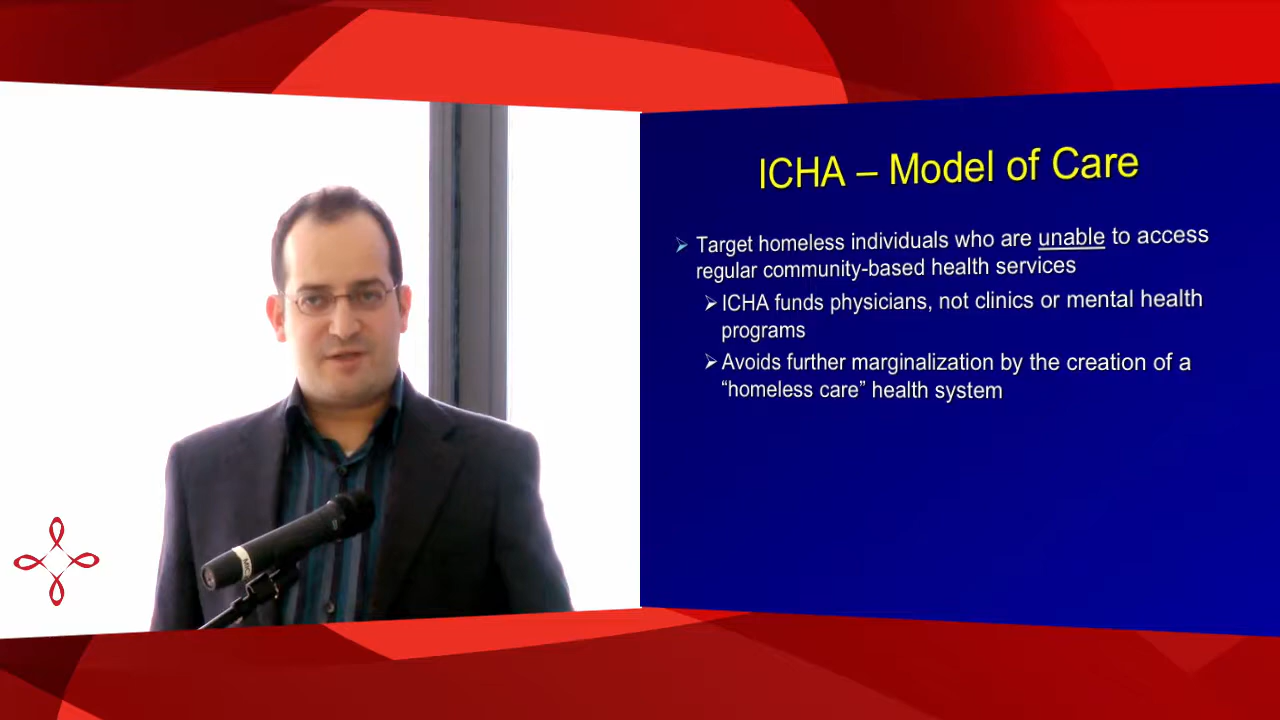 ICHA – Model of Care
➢ Target homeless individuals who are unable to access
regular community-based health services
➢ ICHA funds physicians, not clinics or mental health
programs
➢ Avoids further marginalization by the creation of a
“homeless care” health system